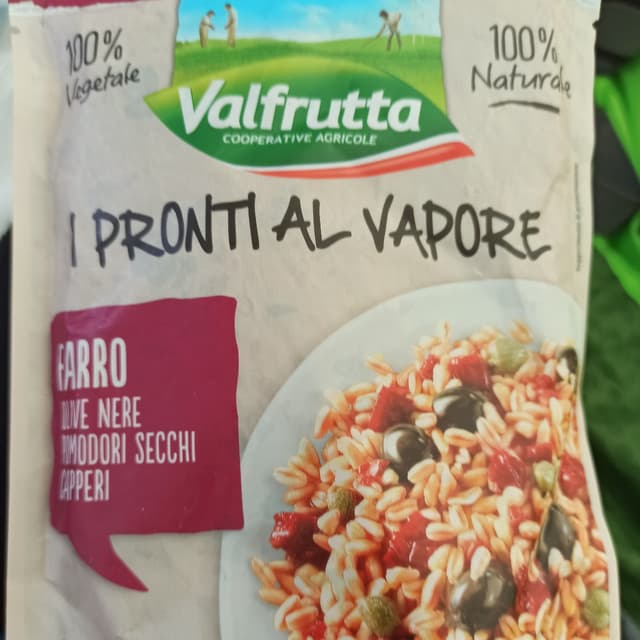 100%
Vegetale
100%
Naturale
Valfrutta
COOPERATIVE AGRICOLE
I PRONTI AL VAPORE
FARRO
OLIVE NERE
POMODORI SECCHI
CAPPERI